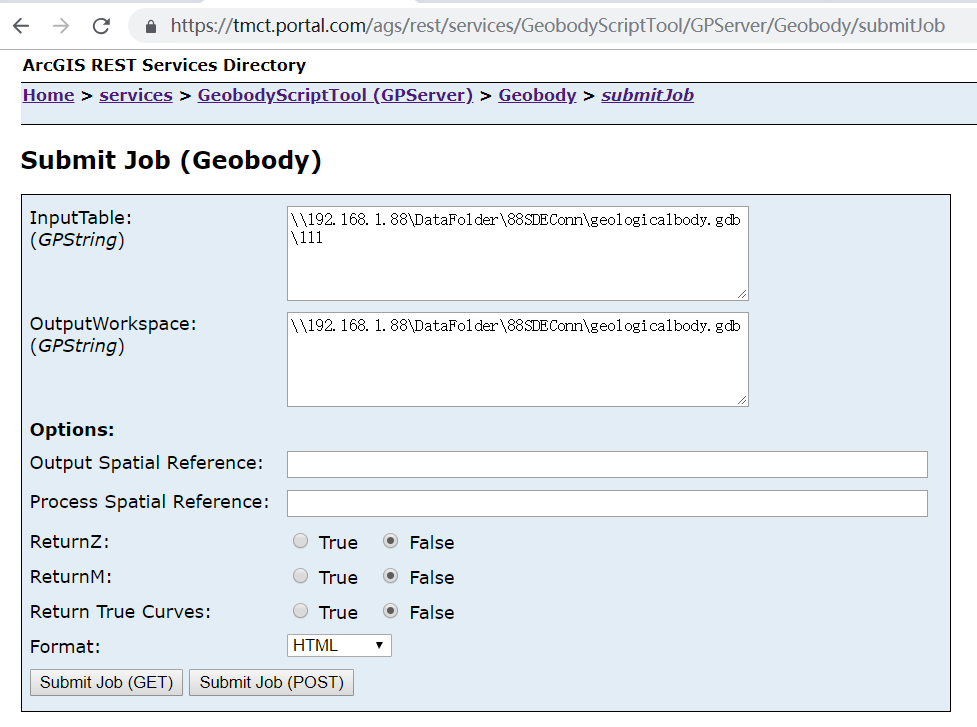 https://tmct.portal.com/ags/rest/services/GeobodyScriptTool/GPServer/Geobody/submitJob
ArcGIS REST Services Directory
Home > services > GeobodyScriptTool (GPServer) > Geobody > submitJob
Submit Job (Geobody)
InputTable:
(GPString)
\\192.168.1.88\DataFolder\88SDEConn\geologicalbody.gdb
\111
OutputWorkspace:
(GPString)
\\192.168.1.88\DataFolder\88SDEConn\geologicalbody.gdb
Options:
Output Spatial Reference:
Process Spatial Reference:
ReturnZ: True False
ReturnM: True False
Return True Curves: True False
Format: HTML
Submit Job (GET) Submit Job (POST)